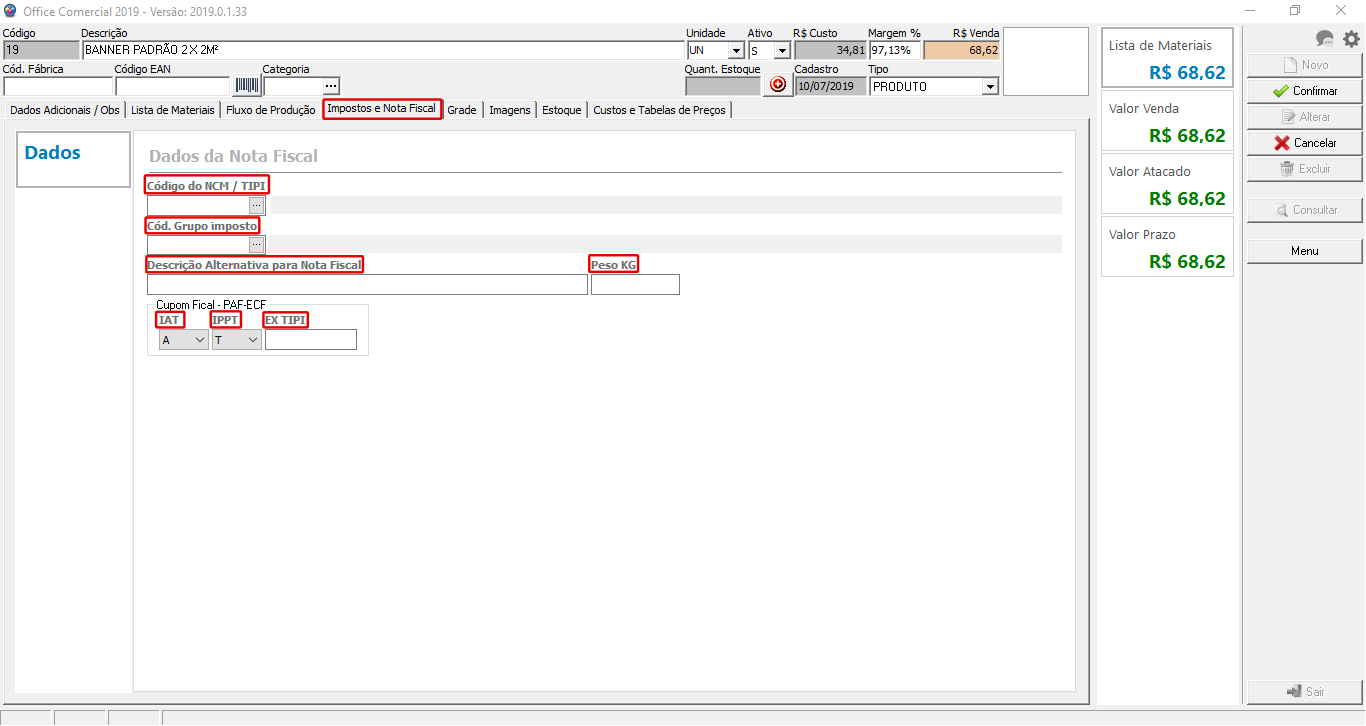 Office Comercial 2019 - Versão: 2019.0.1.33
Código Descrição Unidade Ativo R$ Custo Margem % R$ Venda
19 BANNER PADRÃO 2 X 2M² UN S 34,81 97,13% 68,62
Cód. Fábrica Código EAN Categoria Quant. Estoque Cadastro Tipo
... 10/07/2019 PRODUTO
Dados Adicionais / Obs Lista de Materiais Fluxo de Produção Impostos e Nota Fiscal Grade Imagens Estoque Custos e Tabelas de Preços
Dados
Dados da Nota Fiscal
Código do NCM / TIPI
...
Cód. Grupo imposto
...
Descrição Alternativa para Nota Fiscal Peso KG
Cupom Fical - PAF-ECF
IAT IPPT EX TIPI
A T
Lista de Materiais
R$ 68,62
Valor Venda
R$ 68,62
Valor Atacado
R$ 68,62
Valor Prazo
R$ 68,62
Novo
Confirmar
Alterar
Cancelar
Excluir
Consultar
Menu
Sair